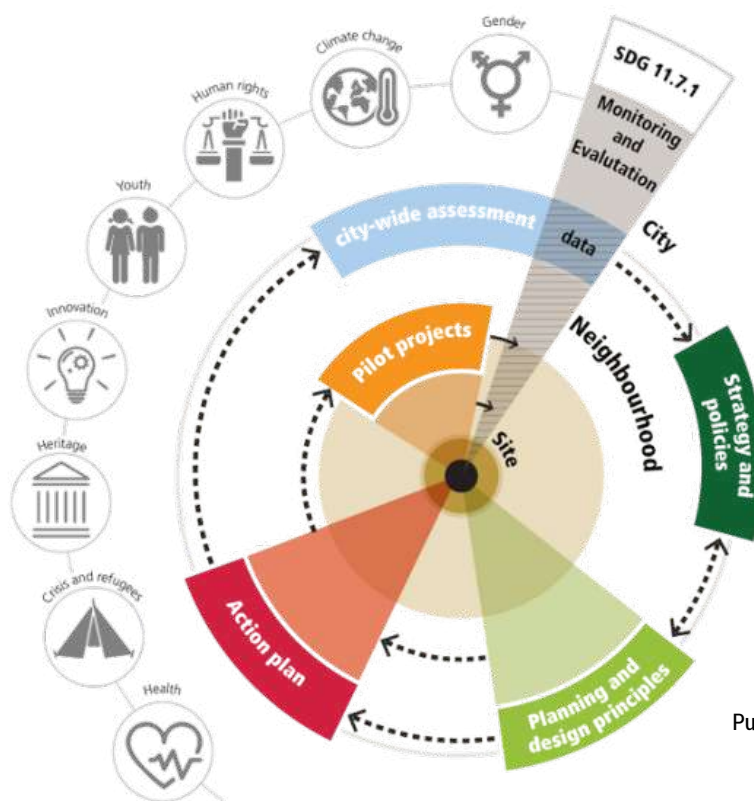 Gender
Climate change
Human rights
Youth
Innovation
Heritage
Crisis and refugees
Health
SDG 11.7.1
Monitoring
and
Evalutation
city-wide assessment
data
City
Pilot projects
Neighbourhood
Site
Strategy and
policies
Action plan
Planning and
design principles
Pu